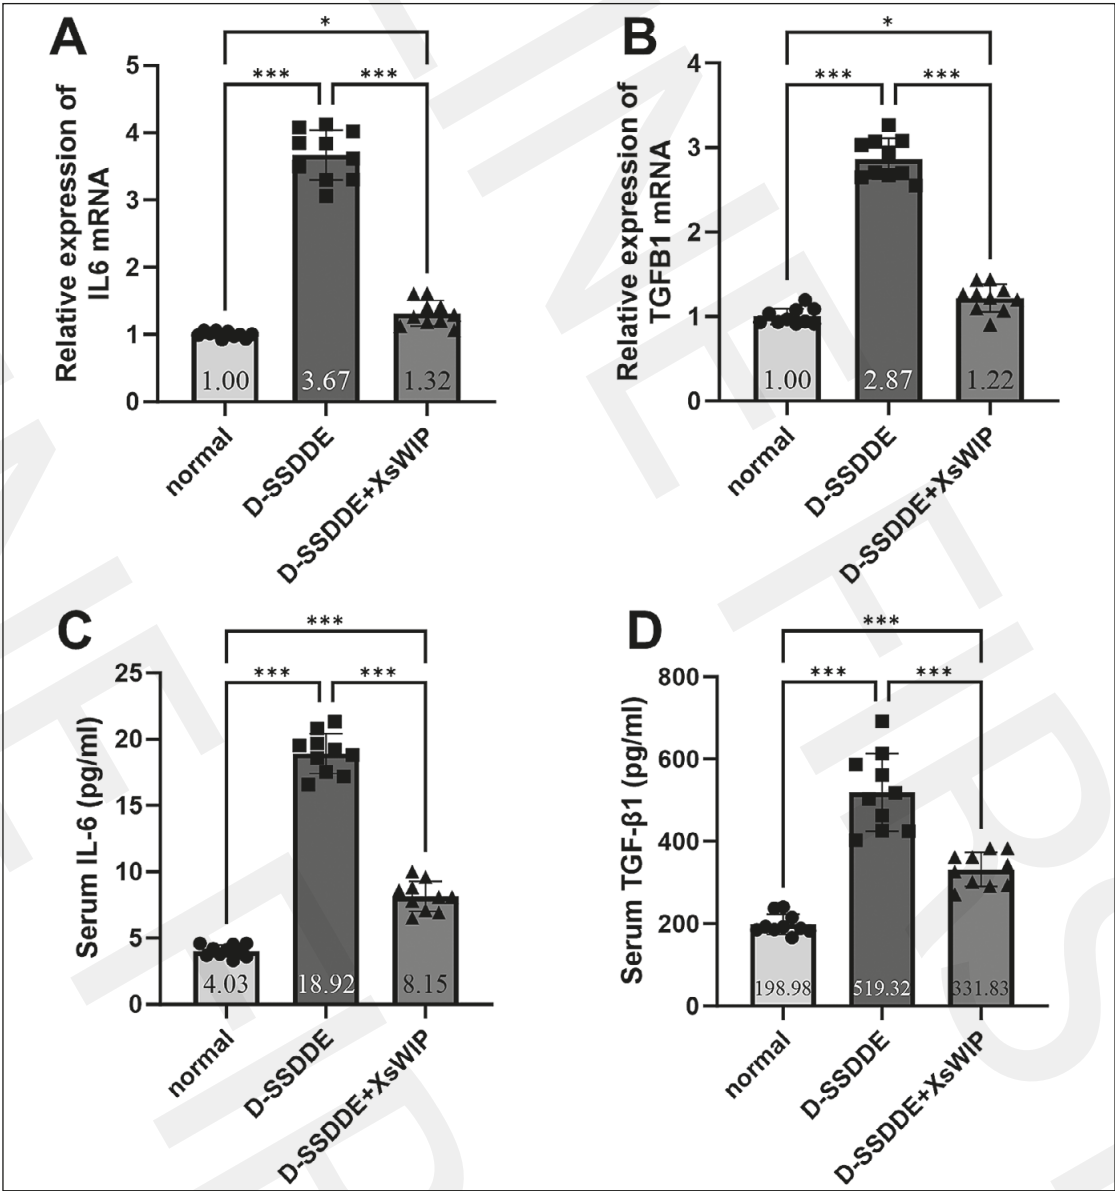 A
*
***
***
Relative expression of
IL6 mRNA
5
4
3
2
1
0
1.00
3.67
1.32
normal
D-SSDDE
D-SSDDE+XsWIP
B
*
***
***
Relative expression of
TGFB1 mRNA
4
3
2
1
0
1.00
2.87
1.22
normal
D-SSDDE
D-SSDDE+XsWIP
C
***
***
***
Serum IL-6 (pg/ml)
25
20
15
10
5
0
4.03
18.92
8.15
normal
D-SSDDE
D-SSDDE+XsWIP
D
***
***
***
Serum TGF-β1 (pg/ml)
800
600
400
200
0
198.98
519.32
331.83
normal
D-SSDDE
D-SSDDE+XsWIP